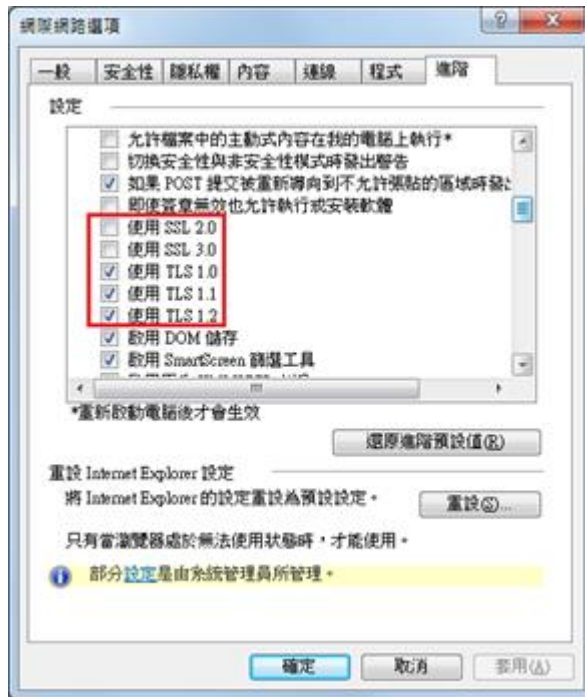 網際網路選項
一般 安全性 隱私權 內容 連線 程式 進階
設定
允許檔案中的主動式內容在我的電腦上執行*
切換安全性與非安全性模式時發出警告
如果 POST 提交被重新導向到不允許張貼的區域時發
即使簽章無效也允許執行或安裝軟體
使用 SSL 2.0
使用 SSL 3.0
使用 TLS 1.0
使用 TLS 1.1
使用 TLS 1.2
啟用 DOM 儲存
啟用 SmartScreen 篩選工具
*重新啟動電腦後才會生效
還原進階預設值(R)
重設 Internet Explorer 設定
將 Internet Explorer 的設定重設為預設設定。
重設(S)...
只有當瀏覽器處於無法使用狀態時，才能使用。
部分設定是由系統管理員所管理。
確定 取消 套用(A)